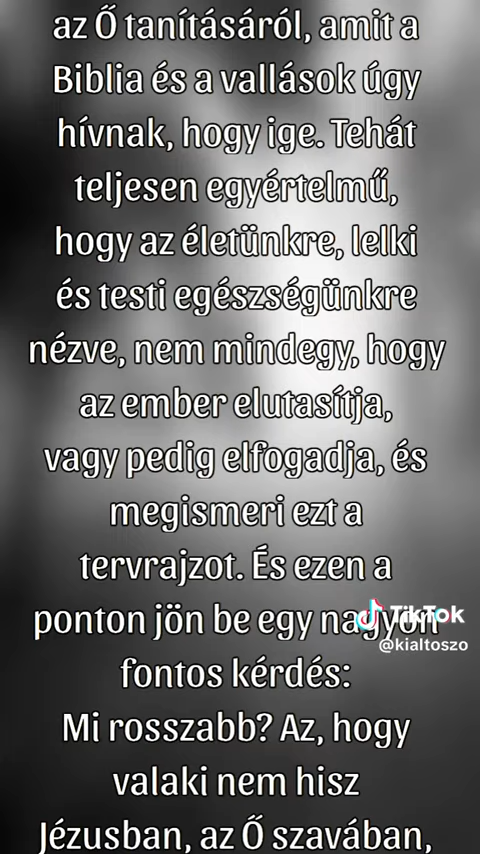 az Ő tanításáról, amit a
Biblia és a vallások úgy
hívnak, hogy ige. Tehát
teljesen egyértelmű,
hogy az életünkre, lelki
és testi egészségünkre
nézve, nem mindegy, hogy
az ember elutasítja,
vagy pedig elfogadja, és
megismeri ezt a
tervrajzot. És ezen a
ponton jön be egy nagyon
TikTok
@kialtoszo
fontos kérdés:
Mi rosszabb? Az, hogy
valaki nem hisz
Jézusban, az Ő szavában,